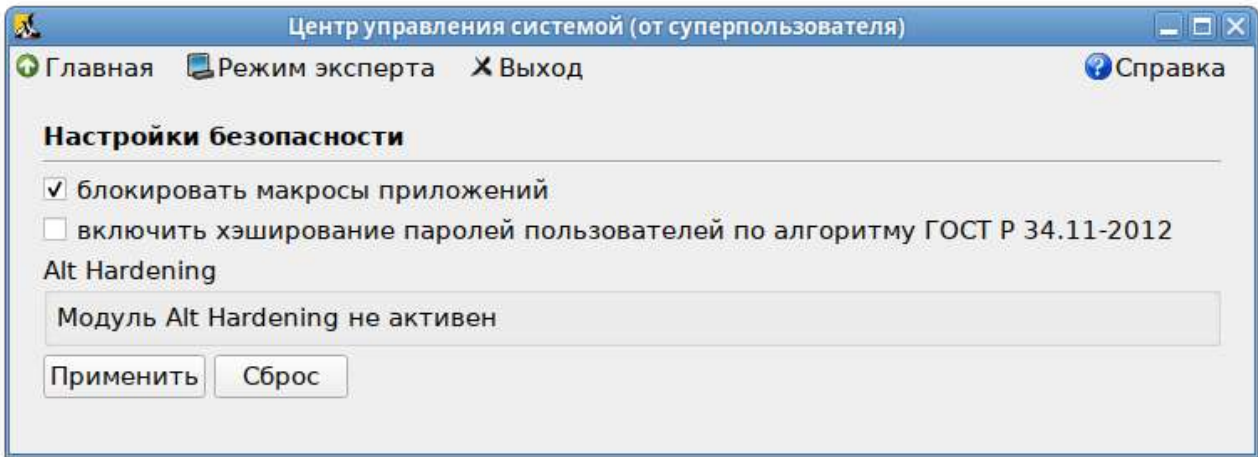 Центр управления системой (от суперпользователя)
Главная Режим эксперта Выход Справка
Настройки безопасности
блокировать макросы приложений
включить хэширование паролей пользователей по алгоритму ГОСТ Р 34.11-2012
Alt Hardening
Модуль Alt Hardening не активен
Применить Сброс